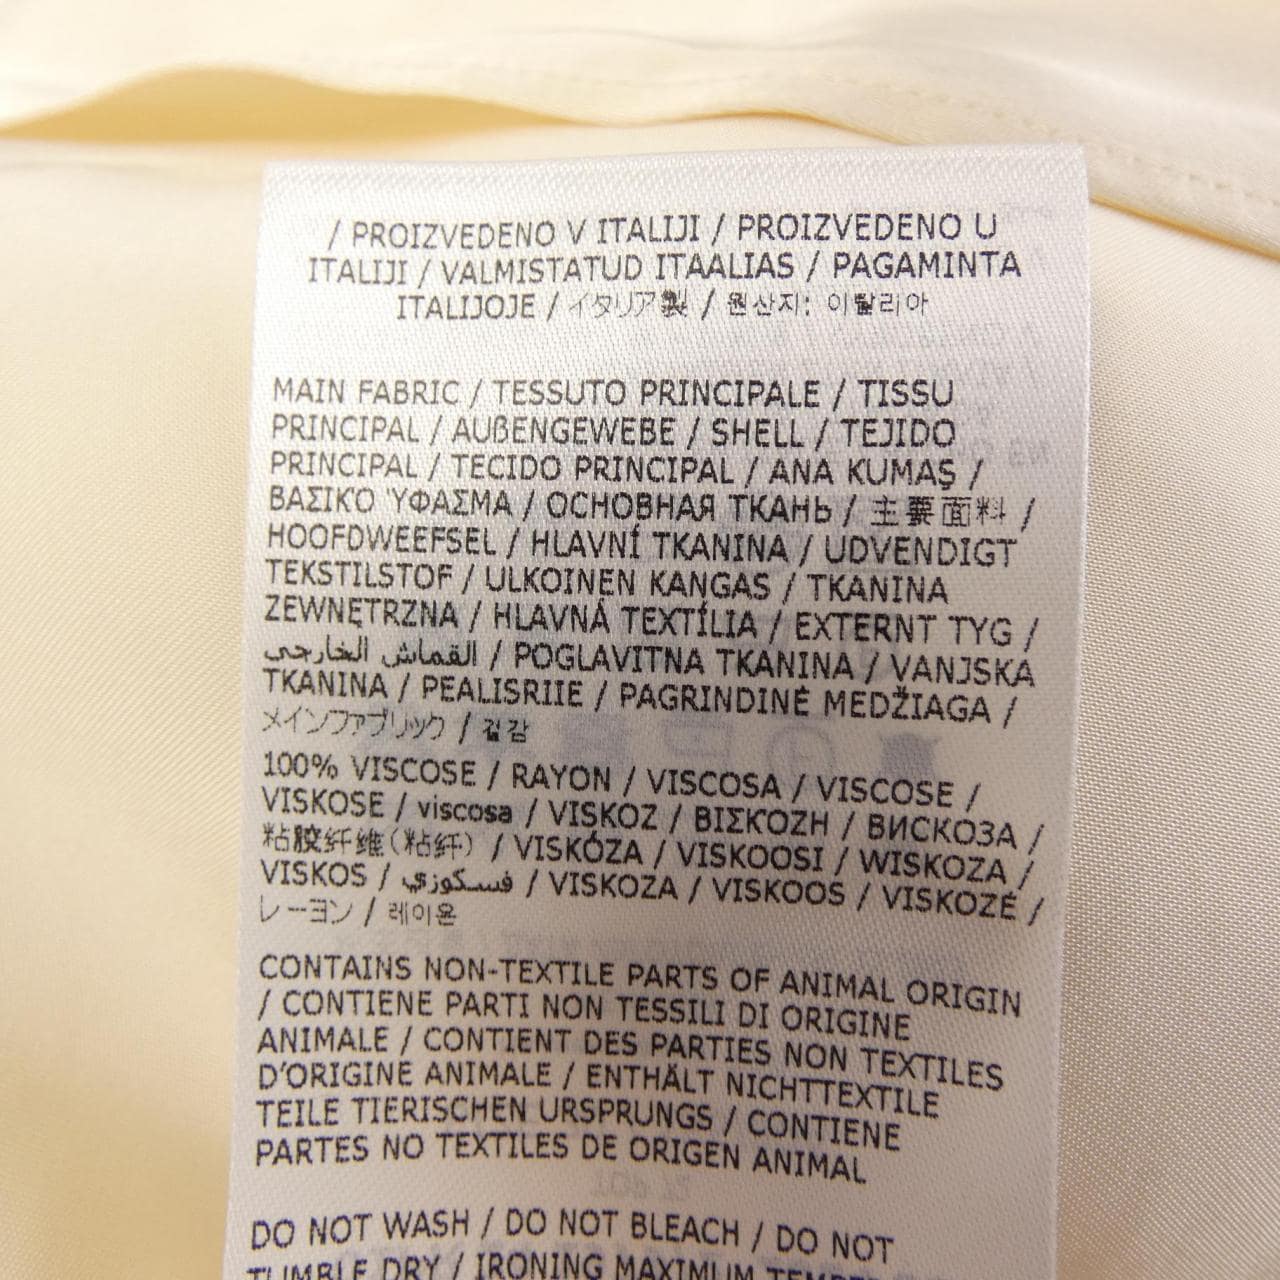 / PROIZVEDENO V ITALIJI / PROIZVEDENO U
ITALIJI / VALMISTATUD ITAALIAS / PAGAMINTA
ITALIJOJE / イタリア製 / 원산지: 이탈리아
MAIN FABRIC / TESSUTO PRINCIPALE / TISSU
PRINCIPAL / AUßENGEWEBE / SHELL / TEJIDO
PRINCIPAL / TECIDO PRINCIPAL / ANA KUMAŞ /
ΒΑΣΙΚΟ ΎΦΑΣΜΑ / ОСНОВНАЯ ТКАНЬ / 主要面料 /
HOOFDWEEFSEL / HLAVNÍ TKANINA / UDVENDIGT
TEKSTILSTOF / ULKOINEN KANGAS / TKANINA
ZEWNĘTRZNA / HLAVNÁ TEXTÍLIA / EXTERNT TYG /
القماش الخارجي / POGLAVITNA TKANINA / VANJSKA
TKANINA / PEALISRIIE / PAGRINDINĖ MEDŽIAGA /
メインファブリック / 겉감
100% VISCOSE / RAYON / VISCOSA / VISCOSE /
VISKOSE / viscosa / VISKOZ / ΒΙΣΚΟΖΗ / ВИСКОЗА /
粘胶纤维(粘纤) / VISKÓZA / VISKOOSI / WISKOZA /
VISKOS / فسكوزي / VISKOZA / VISKOOS / VISKOZĖ /
レーヨン / 레이온
CONTAINS NON-TEXTILE PARTS OF ANIMAL ORIGIN
/ CONTIENE PARTI NON TESSILI DI ORIGINE
ANIMALE / CONTIENT DES PARTIES NON TEXTILES
D'ORIGINE ANIMALE / ENTHÄLT NICHTTEXTILE
TEILE TIERISCHEN URSPRUNGS / CONTIENE
PARTES NO TEXTILES DE ORIGEN ANIMAL
DO NOT WASH / DO NOT BLEACH / DO NOT
TUMBLE DRY / IRONING MAXIMUM